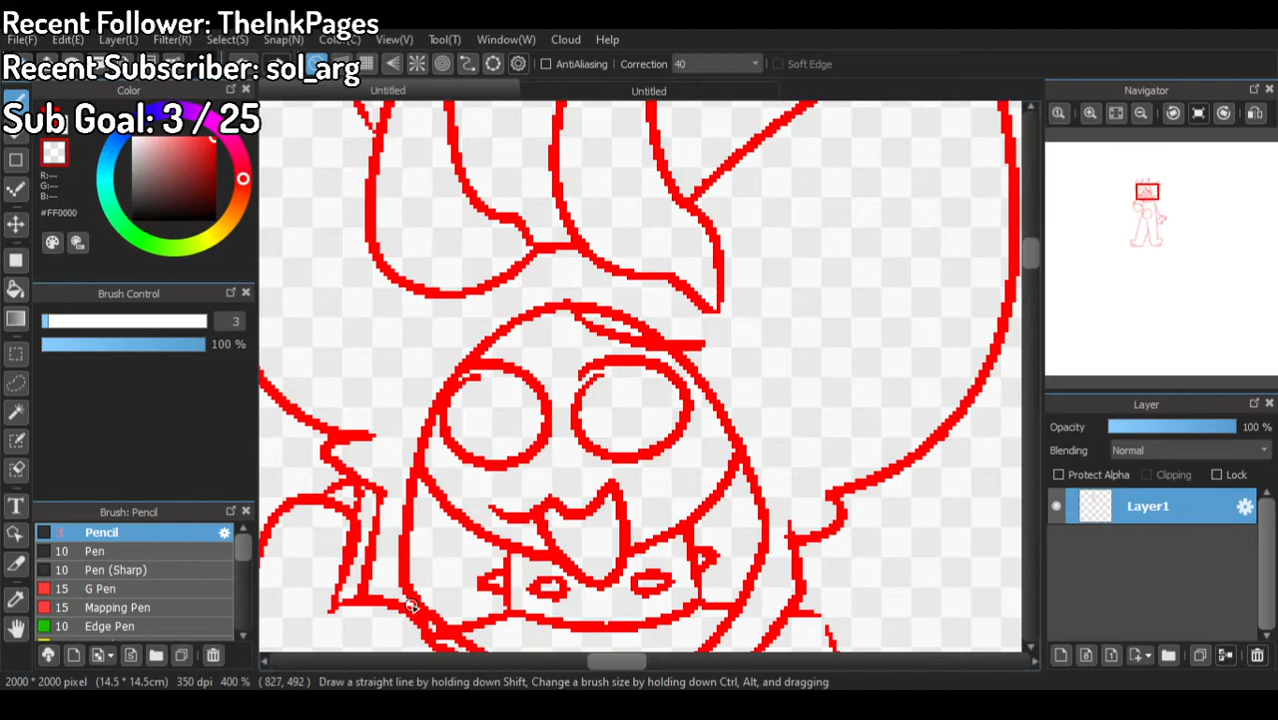 Recent Follower: TheInkPages
File(F) Edit(E) Layer(L) Filter(R) Select(S) Snap(N) Color(C) View(V) Tool(T) Window(W) Cloud Help
Recent Subscriber: sol_arg
AntiAliasing Correction 40 Soft Edge
Color Untitled Untitled Navigator
Sub Goal: 3 / 25
R:---
G:---
B:---
#FF0000
Brush Control
3
100 %
Layer
Opacity 100 %
Blending Normal
Protect Alpha Clipping Lock
Layer1
Brush: Pencil
3 Pencil
10 Pen
10 Pen (Sharp)
15 G Pen
15 Mapping Pen
10 Edge Pen
2000 * 2000 pixel (14.5 * 14.5cm) 350 dpi 400 % ( 827, 492 ) Draw a straight line by holding down Shift, Change a brush size by holding down Ctrl, Alt, and dragging